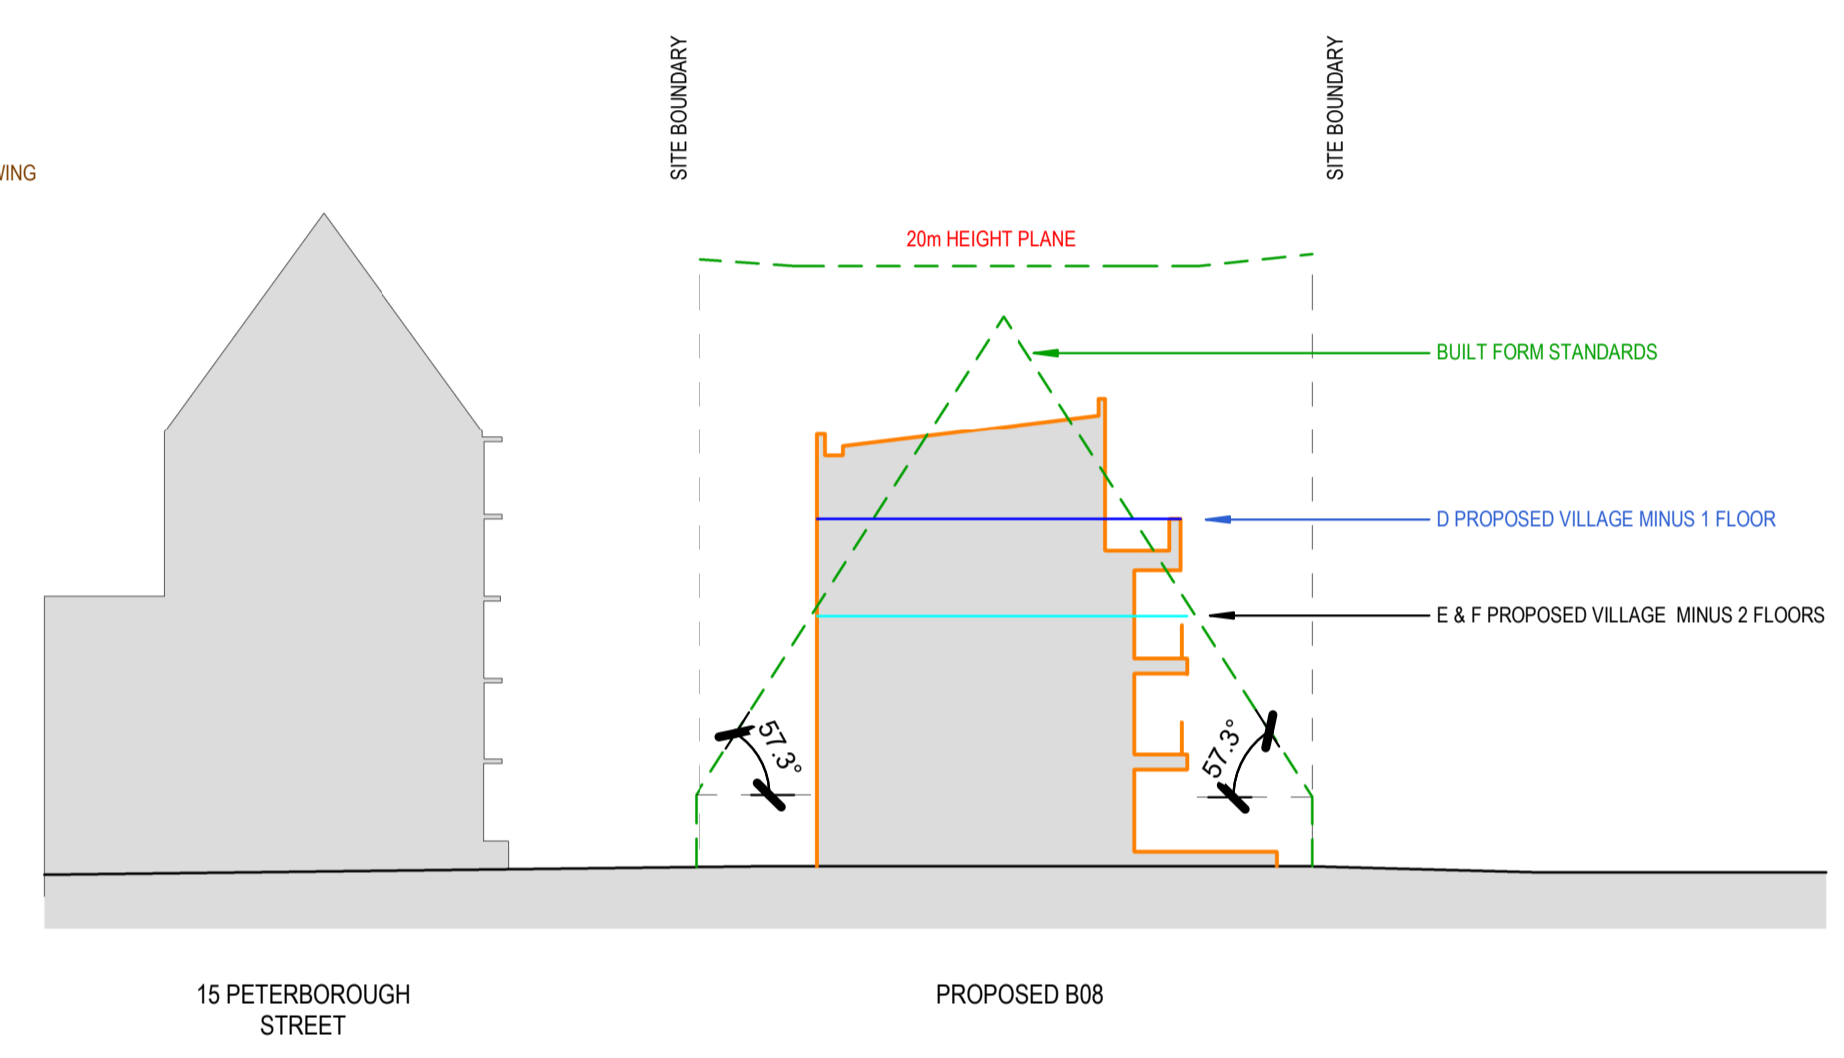 SITE BOUNDARY
SITE BOUNDARY
20m HEIGHT PLANE
BUILT FORM STANDARDS
D PROPOSED VILLAGE MINUS 1 FLOOR
E & F PROPOSED VILLAGE MINUS 2 FLOORS
57.3°
57.3°
15 PETERBOROUGH
STREET
PROPOSED B08